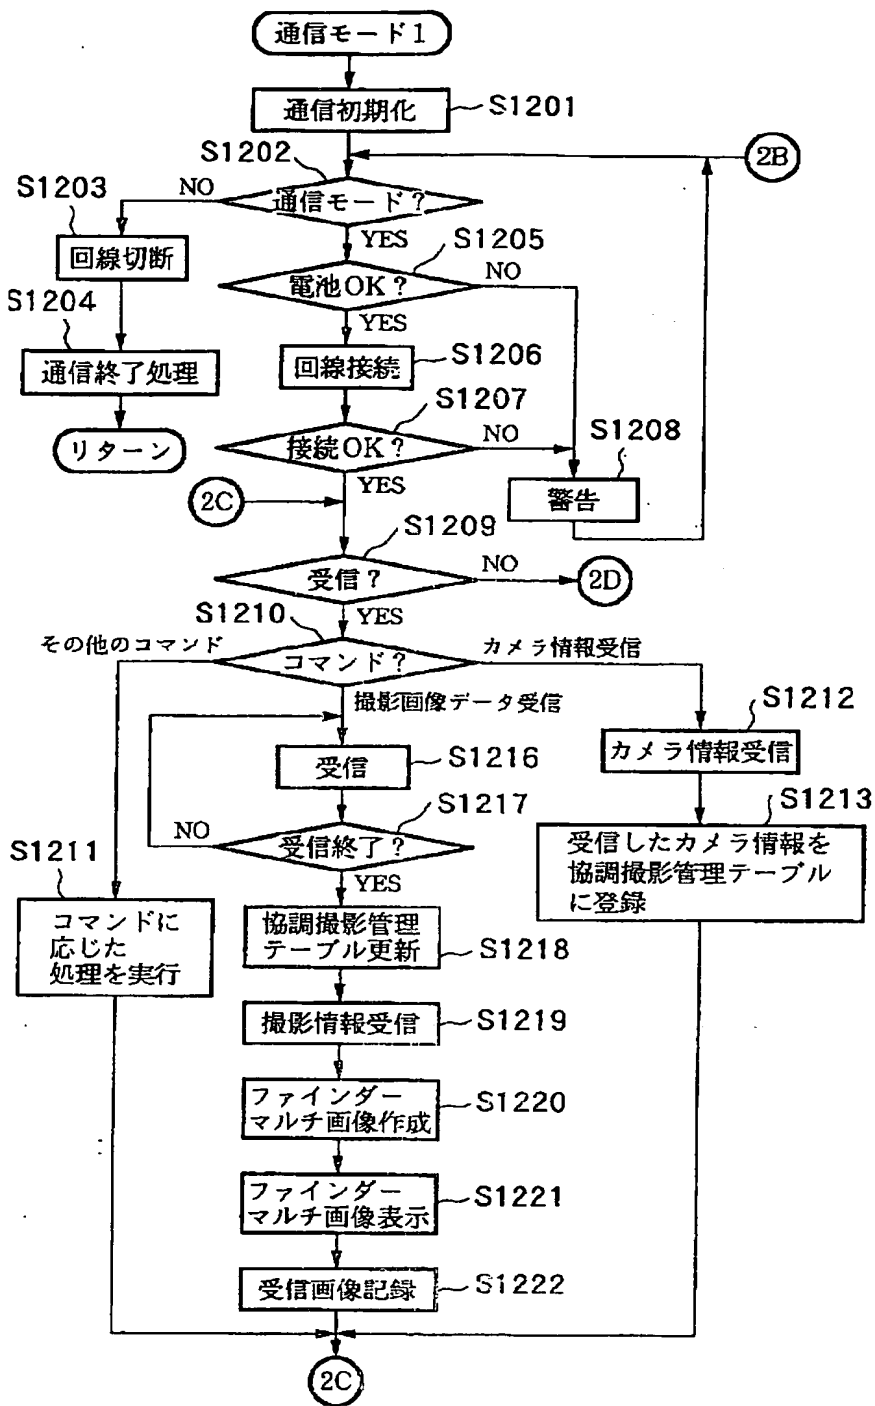 通信モード1
通信初期化
S1201
2B
S1202
通信モード?
NO
YES
S1203
回線切断
S1204
通信終了処理
リターン
S1205
電池OK?
NO
YES
回線接続
S1206
S1207
接続OK?
NO
YES
S1208
警告
2C
S1209
受信?
NO
2D
YES
S1210
コマンド?
その他のコマンド
カメラ情報受信
撮影画像データ受信
S1212
カメラ情報受信
S1213
受信したカメラ情報を
協調撮影管理テーブル
に登録
受信
S1216
S1217
受信終了?
NO
YES
S1211
コマンドに
応じた
処理を実行
協調撮影管理
テーブル更新
S1218
撮影情報受信
S1219
ファインダー
マルチ画像作成
S1220
ファインダー
マルチ画像表示
S1221
受信画像記録
S1222
2C